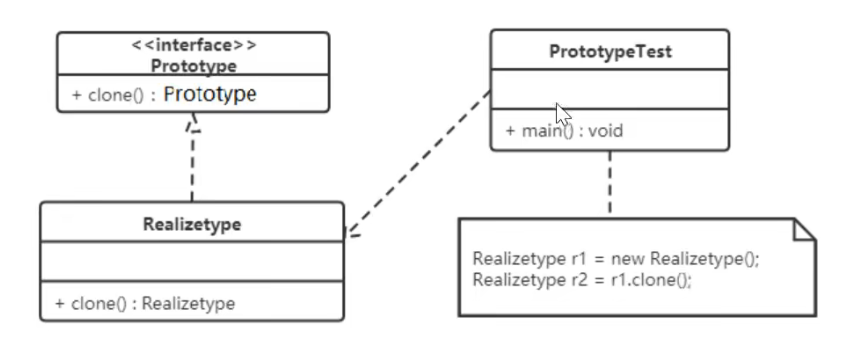 <<interface>>
Prototype
+ clone() : Prototype
PrototypeTest
+ main() : void
Realizetype
+ clone() : Realizetype
Realizetype r1 = new Realizetype();
Realizetype r2 = r1.clone();